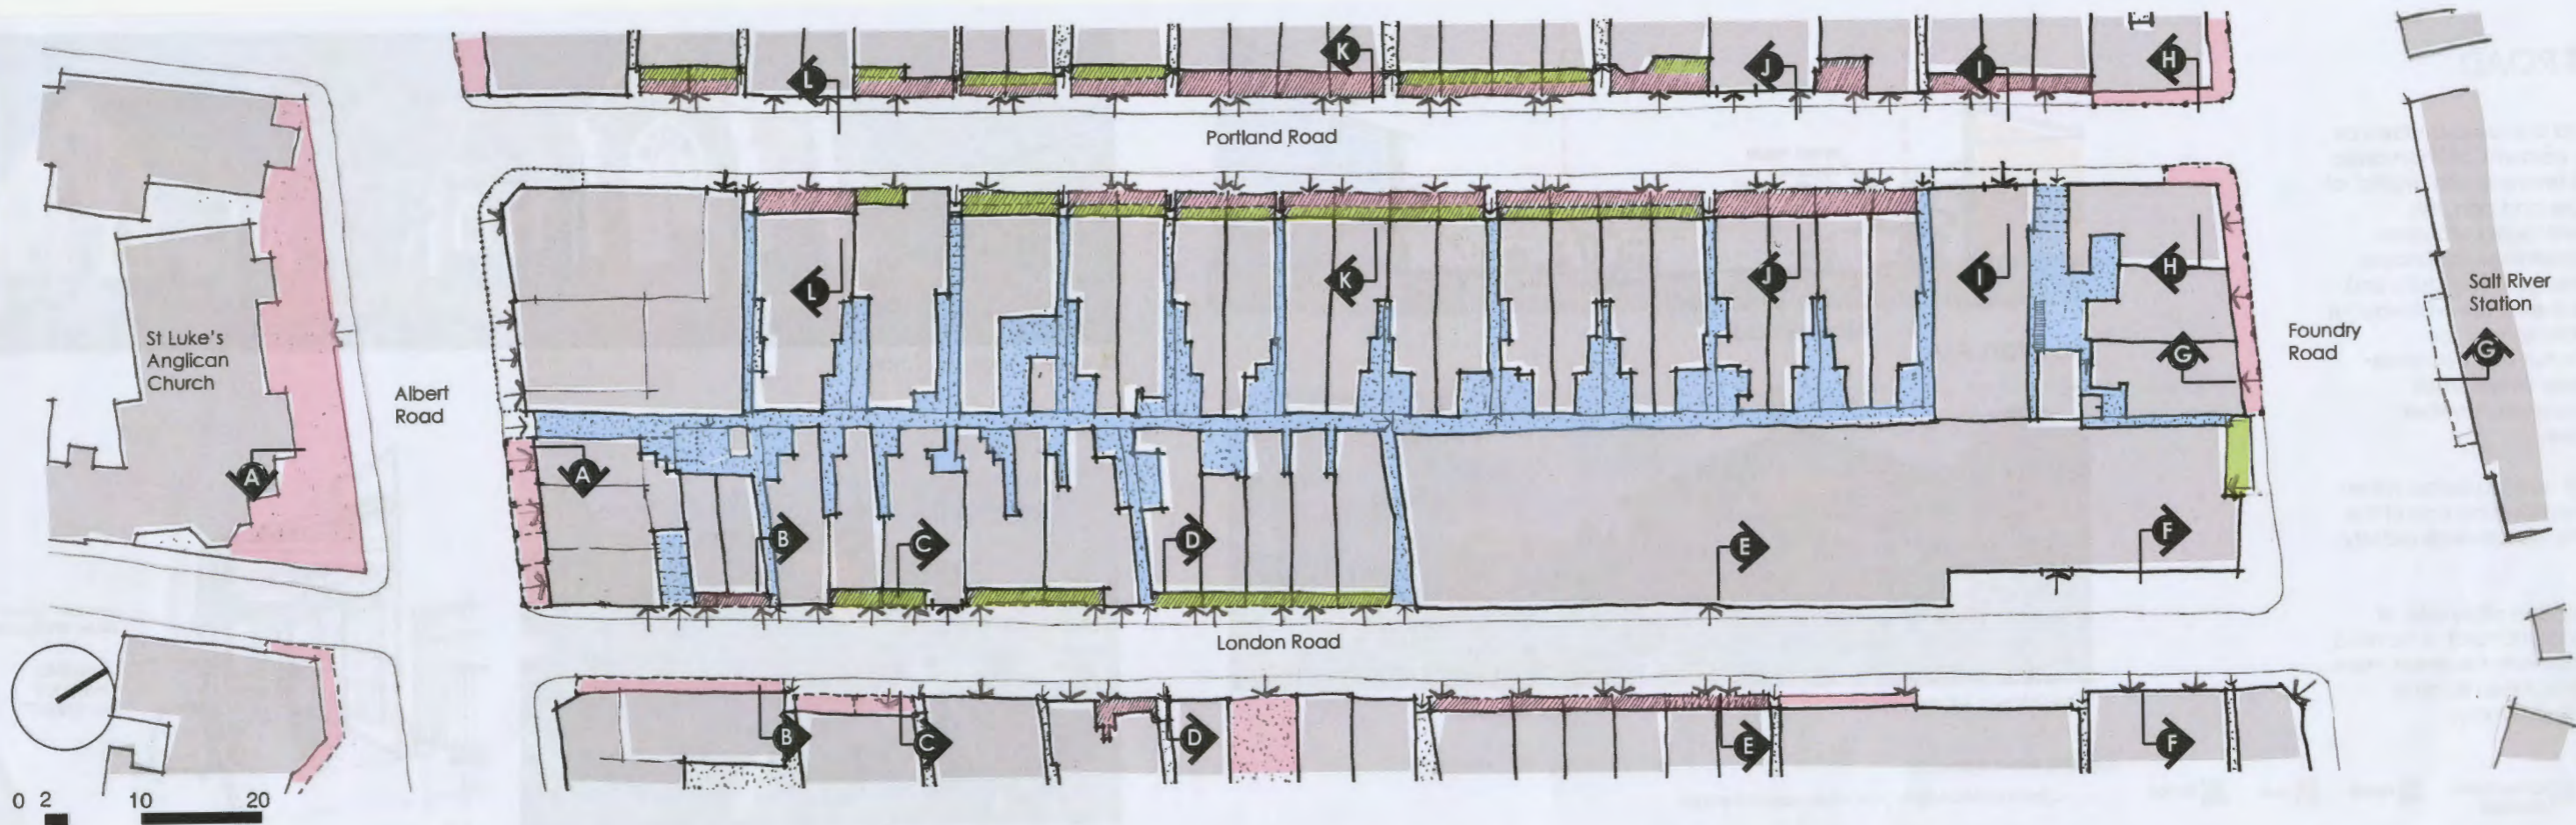 K
L
J
I
H
Portland Road
L
K
J
I
H
Salt River
Station
St Luke's
Anglican
Church
Foundry
Road
G
G
Albert
Road
A
A
B
C
D
E
F
London Road
B
C
D
E
F
0 2 10 20